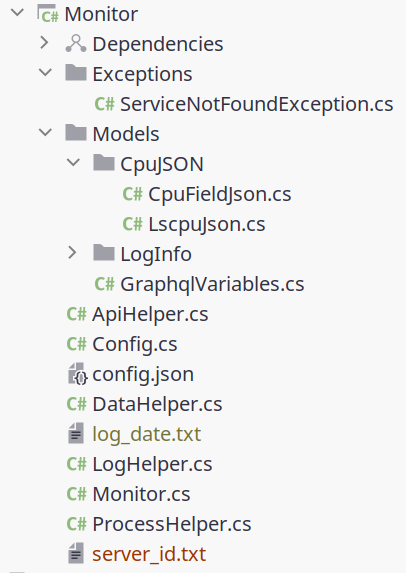 C# Monitor
Dependencies
Exceptions
C# ServiceNotFoundException.cs
Models
CpuJSON
C# CpuFieldJson.cs
C# LscpuJson.cs
LogInfo
C# GraphqlVariables.cs
C# ApiHelper.cs
C# Config.cs
{} config.json
C# DataHelper.cs
log_date.txt
C# LogHelper.cs
C# Monitor.cs
C# ProcessHelper.cs
server_id.txt